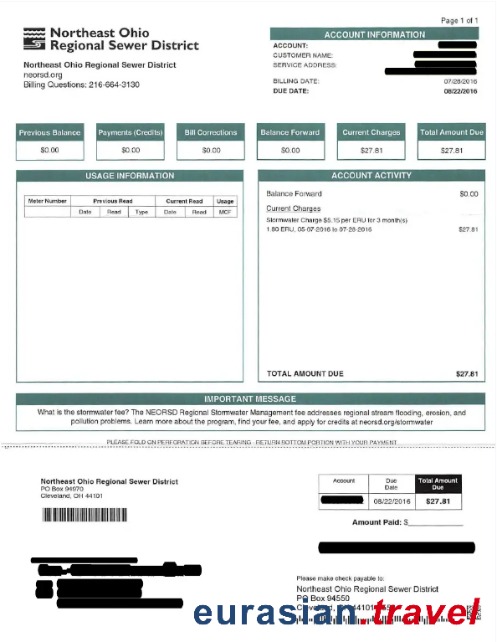 Page 1 of 1
Northeast Ohio
Regional Sewer District
Northeast Ohio Regional Sewer District
neorsd.org
Billing Questions: 216-664-3130
ACCOUNT INFORMATION
ACCOUNT:
CUSTOMER NAME:
SERVICE ADDRESS:
BILLING DATE: 07/28/2016
DUE DATE: 08/22/2016
Previous Balance Payments (Credits) Bill Corrections Balance Forward Current Charges Total Amount Due
$0.00 $0.00 $0.00 $0.00 $27.81 $27.81
USAGE INFORMATION
Meter Number Previous Read Current Read Usage
Date Read Type Date Read MCF
ACCOUNT ACTIVITY
Balance Forward $0.00
Current Charges
Stormwater Charge $5.15 per ERU for 3 month(s)
1.80 ERU, 05-07-2016 to 07-28-2016 $27.81
TOTAL AMOUNT DUE $27.81
IMPORTANT MESSAGE
What is the stormwater fee? The NEORSD Regional Stormwater Management fee addresses regional stream flooding, erosion, and
pollution problems. Learn more about the program, find your fee, and apply for credits at neorsd.org/stormwater
PLEASE FOLD ON PERFORATION BEFORE TEARING - RETURN BOTTOM PORTION WITH YOUR PAYMENT
Northeast Ohio Regional Sewer District
PO Box 94570
Cleveland, OH 44101
Account Due Date Total Amount Due
08/22/2016 $27.81
Amount Paid: $
Please make check payable to:
Northeast Ohio Regional Sewer District
PO Box 94550
Cleveland, OH 44101
eurasian.travel